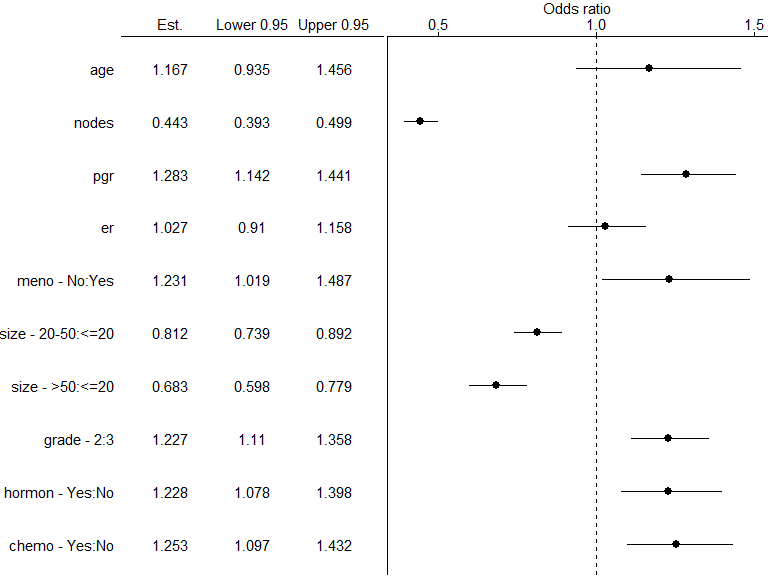 Odds ratio
Est. Lower 0.95 Upper 0.95 0.5 1.0 1.5
age 1.167 0.935 1.456
nodes 0.443 0.393 0.499
pgr 1.283 1.142 1.441
er 1.027 0.91 1.158
meno - No:Yes 1.231 1.019 1.487
size - 20-50:<=20 0.812 0.739 0.892
size - >50:<=20 0.683 0.598 0.779
grade - 2:3 1.227 1.11 1.358
hormon - Yes:No 1.228 1.078 1.398
chemo - Yes:No 1.253 1.097 1.432